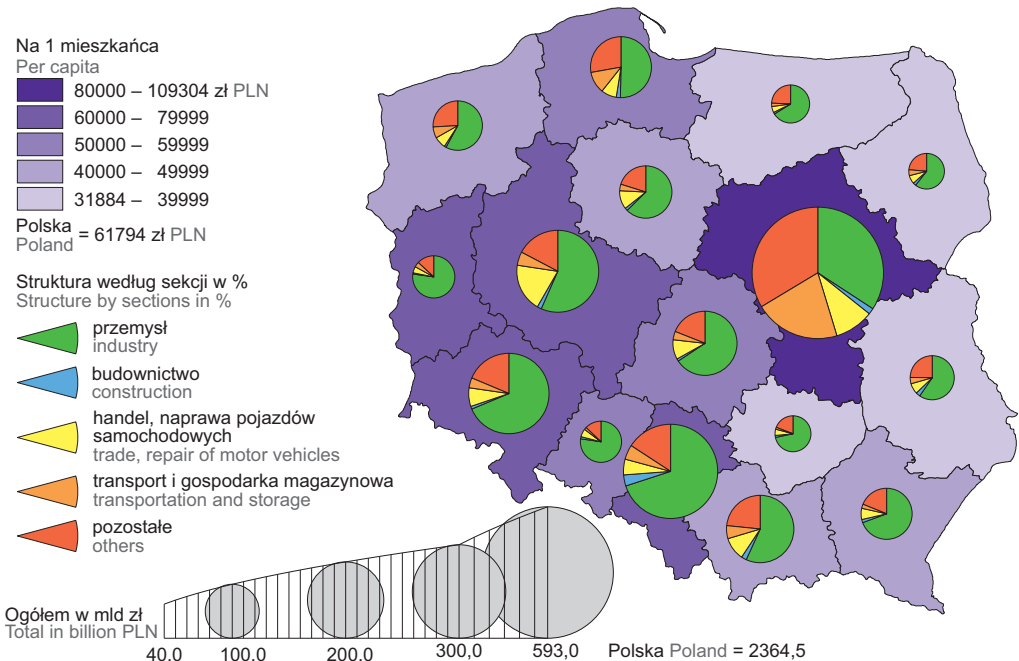 Na 1 mieszkańca
Per capita
80000 – 109304 zł PLN
60000 – 79999
50000 – 59999
40000 – 49999
31884 – 39999
Polska
Poland = 61794 zł PLN
Struktura według sekcji w %
Structure by sections in %
przemysł
industry
budownictwo
construction
handel, naprawa pojazdów
samochodowych
trade, repair of motor vehicles
transport i gospodarka magazynowa
transportation and storage
pozostałe
others
Ogółem w mld zł
Total in billion PLN
40,0 100,0 200,0 300,0 593,0
Polska Poland = 2364,5